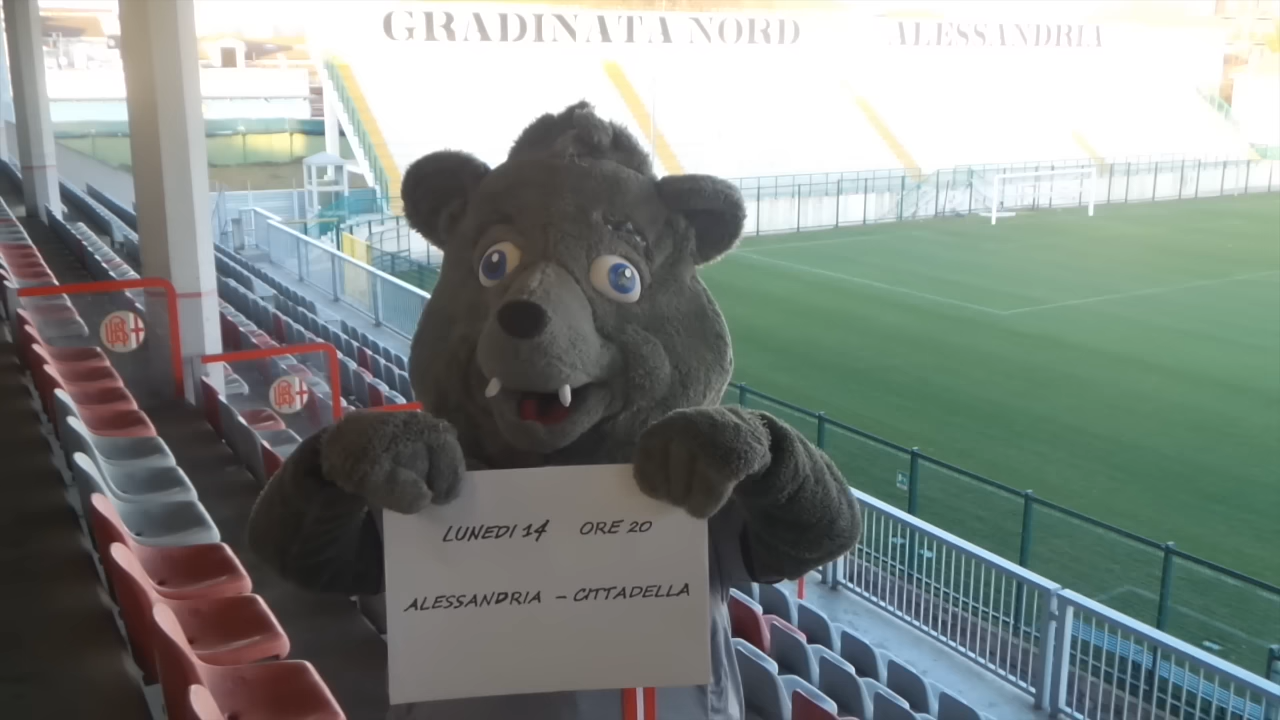 GRADINATA NORD ALESSANDRIA
LUNEDI 14 ORE 20
ALESSANDRIA - CITTADELLA